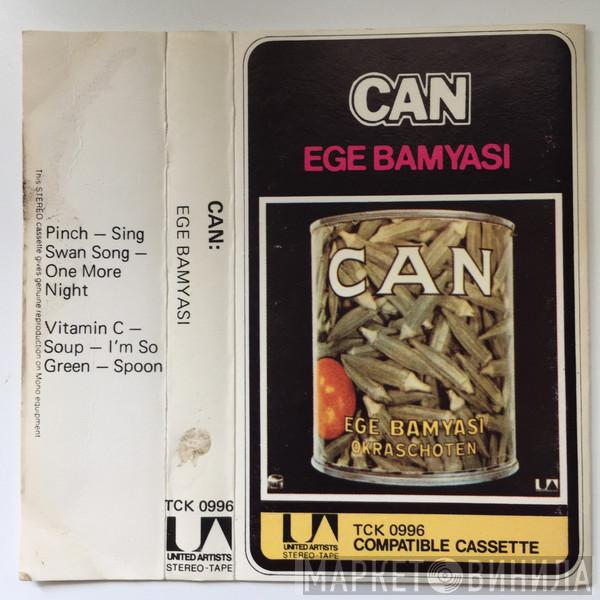 This STEREO cassette gives genuine reproduction on Mono equipment
Pinch – Sing
Swan Song –
One More
Night
Vitamin C –
Soup – I'm So
Green – Spoon
CAN:
EGE BAMYASI
TCK 0996
UA
UNITED ARTISTS
STEREO-TAPE
CAN
EGE BAMYASI
CAN
EGE BAMYASI
OKRASCHOTEN
UA
UA
UNITED ARTISTS
STEREO-TAPE
TCK 0996
COMPATIBLE CASSETTE
МАРКЕТ ВИНИЛА